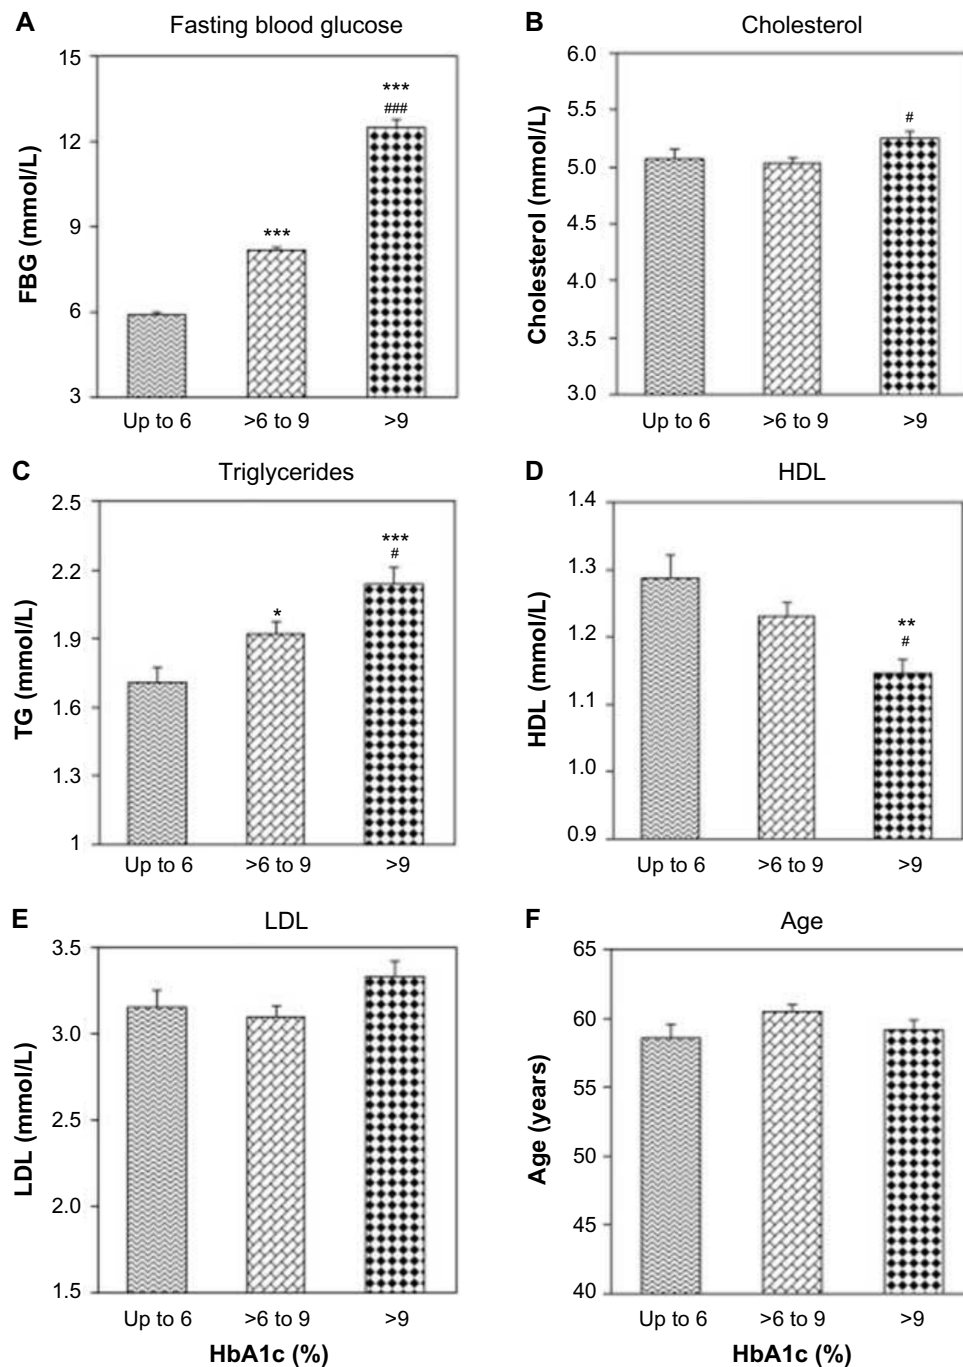 A Fasting blood glucose
15
12
9
6
3
FBG (mmol/L)
***
***
###
Up to 6 >6 to 9 >9
B Cholesterol
6.0
5.5
5.0
4.5
4.0
3.5
3.0
Cholesterol (mmol/L)
#
Up to 6 >6 to 9 >9
C Triglycerides
2.5
2.2
1.9
1.6
1.3
1
TG (mmol/L)
*
***
#
Up to 6 >6 to 9 >9
D HDL
1.4
1.3
1.2
1.1
1.0
0.9
HDL (mmol/L)
**
#
Up to 6 >6 to 9 >9
E LDL
3.5
3.0
2.5
2.0
1.5
LDL (mmol/L)
Up to 6 >6 to 9 >9
HbA1c (%)
F Age
65
60
55
50
45
40
Age (years)
Up to 6 >6 to 9 >9
HbA1c (%)